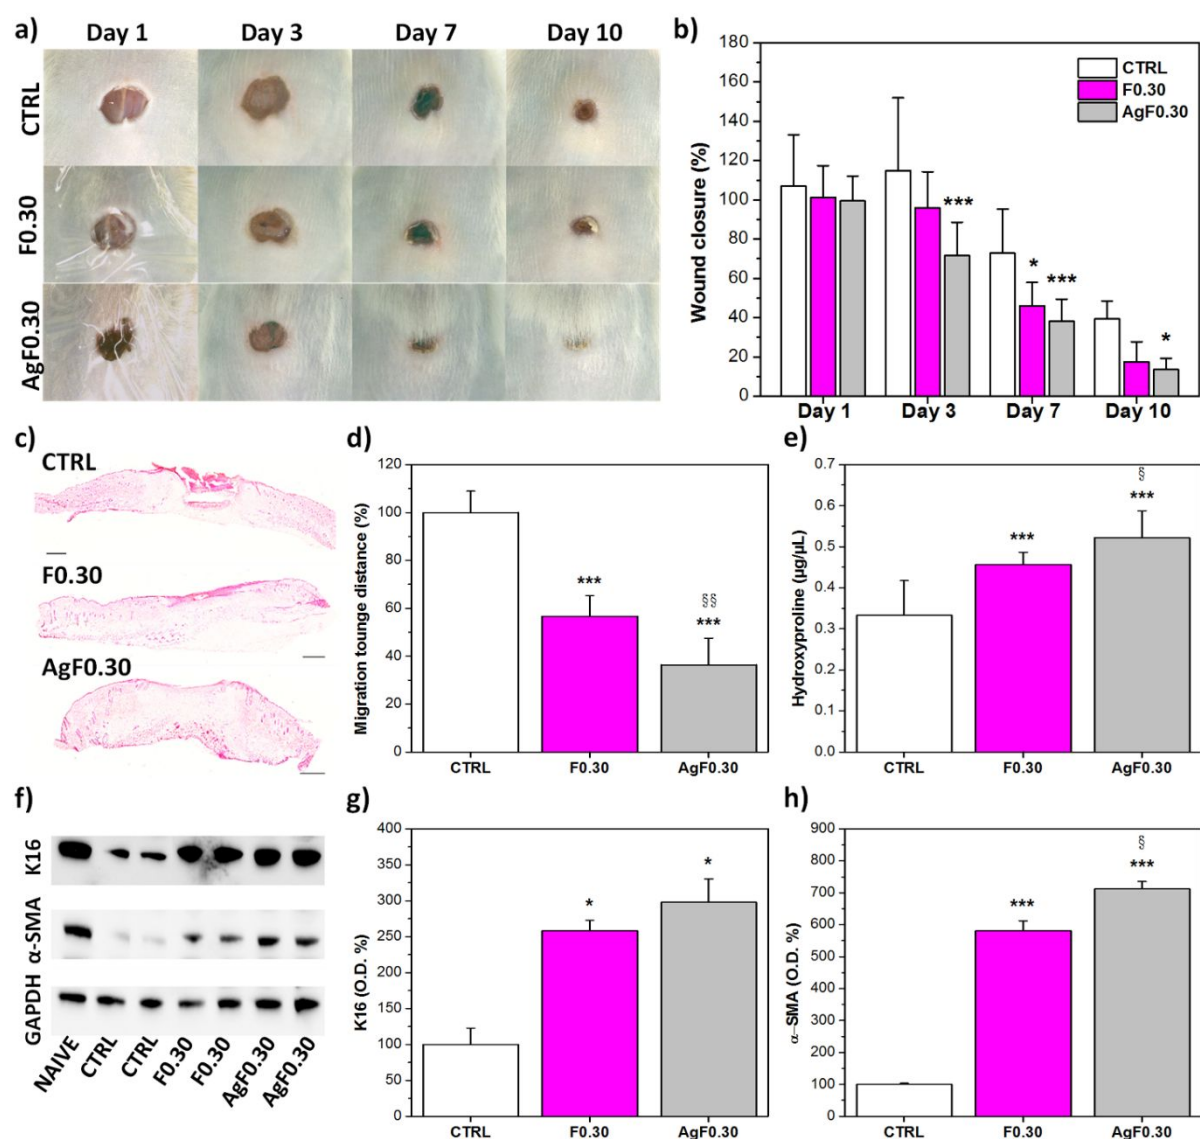 a)
Day 1 Day 3 Day 7 Day 10
CTRL
F0.30
AgF0.30
b)
Wound closure (%)
180
160
140
120
100
80
60
40
20
0
CTRL
F0.30
AgF0.30
***
*
***
*
Day 1 Day 3 Day 7 Day 10
c)
CTRL
F0.30
AgF0.30
d)
Migration tounge distance (%)
120
100
80
60
40
20
0
***
§§
***
CTRL F0.30 AgF0.30
e)
Hydroxyproline (µg/µL)
0.7
0.6
0.5
0.4
0.3
0.2
0.1
0.0
***
§
***
CTRL F0.30 AgF0.30
f)
K16
α-SMA
GAPDH
NAIVE CTRL CTRL F0.30 F0.30 AgF0.30 AgF0.30
g)
K16 (O.D. %)
400
350
300
250
200
150
100
50
0
*
*
CTRL F0.30 AgF0.30
h)
α-SMA (O.D. %)
900
800
700
600
500
400
300
200
100
0
***
§
***
CTRL F0.30 AgF0.30